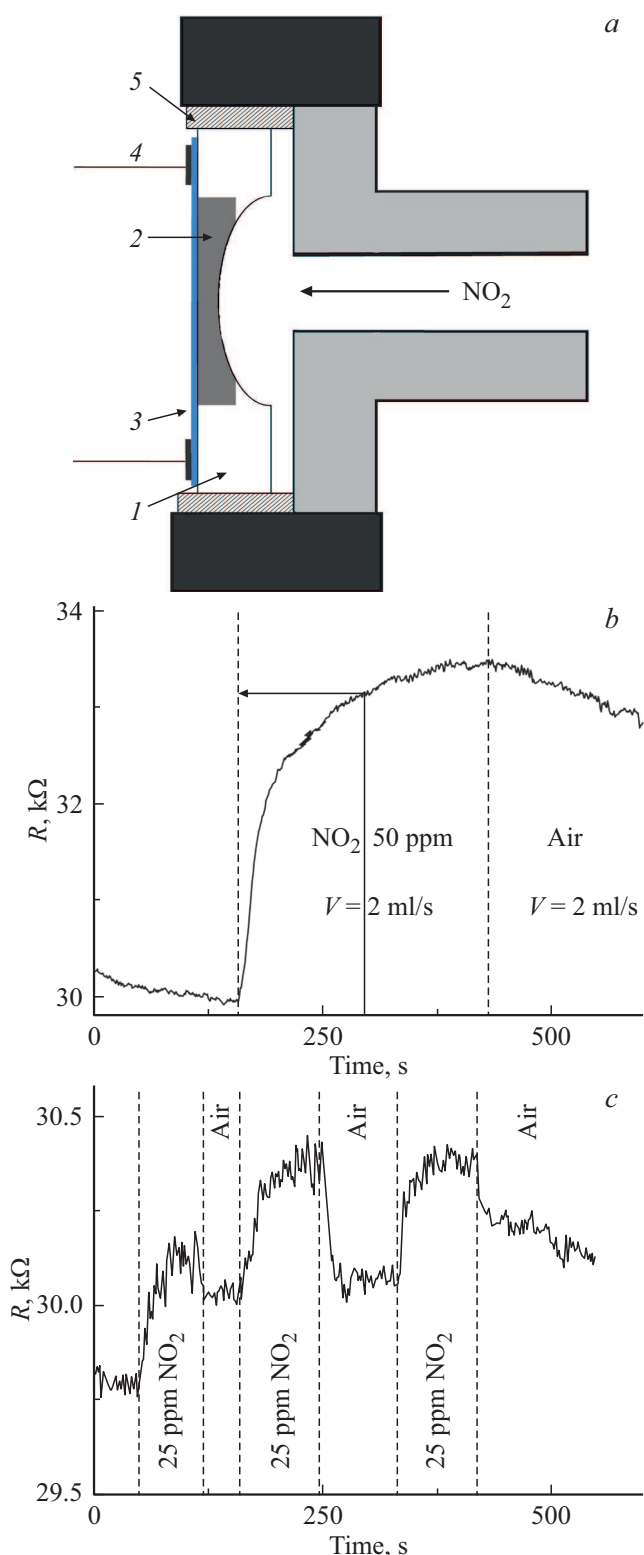 a
5
4
2
NO₂
3
1
b
34
32
30
R, kΩ
NO₂ 50 ppm
Air
V = 2 ml/s
V = 2 ml/s
0
250
500
Time, s
c
30.5
30.0
29.5
R, kΩ
Air
Air
Air
25 ppm NO₂
25 ppm NO₂
25 ppm NO₂
0
250
500
Time, s